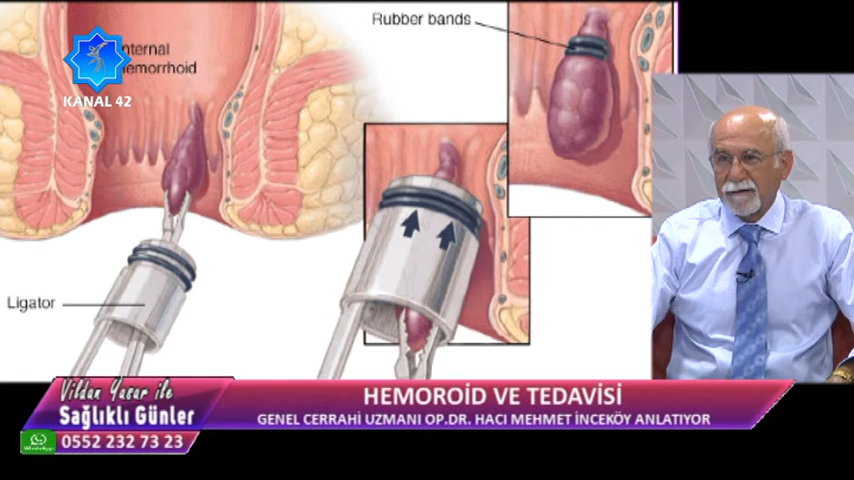 Rubber bands
Internal
hemorrhoid
KANAL 42
Ligator
Vildan Yaşar ile
Sağlıklı Günler
HEMOROİD VE TEDAVİSİ
GENEL CERRAHİ UZMANI OP.DR. HACI MEHMET İNCEKÖY ANLATIYOR
WhatsApp
0552 232 73 23